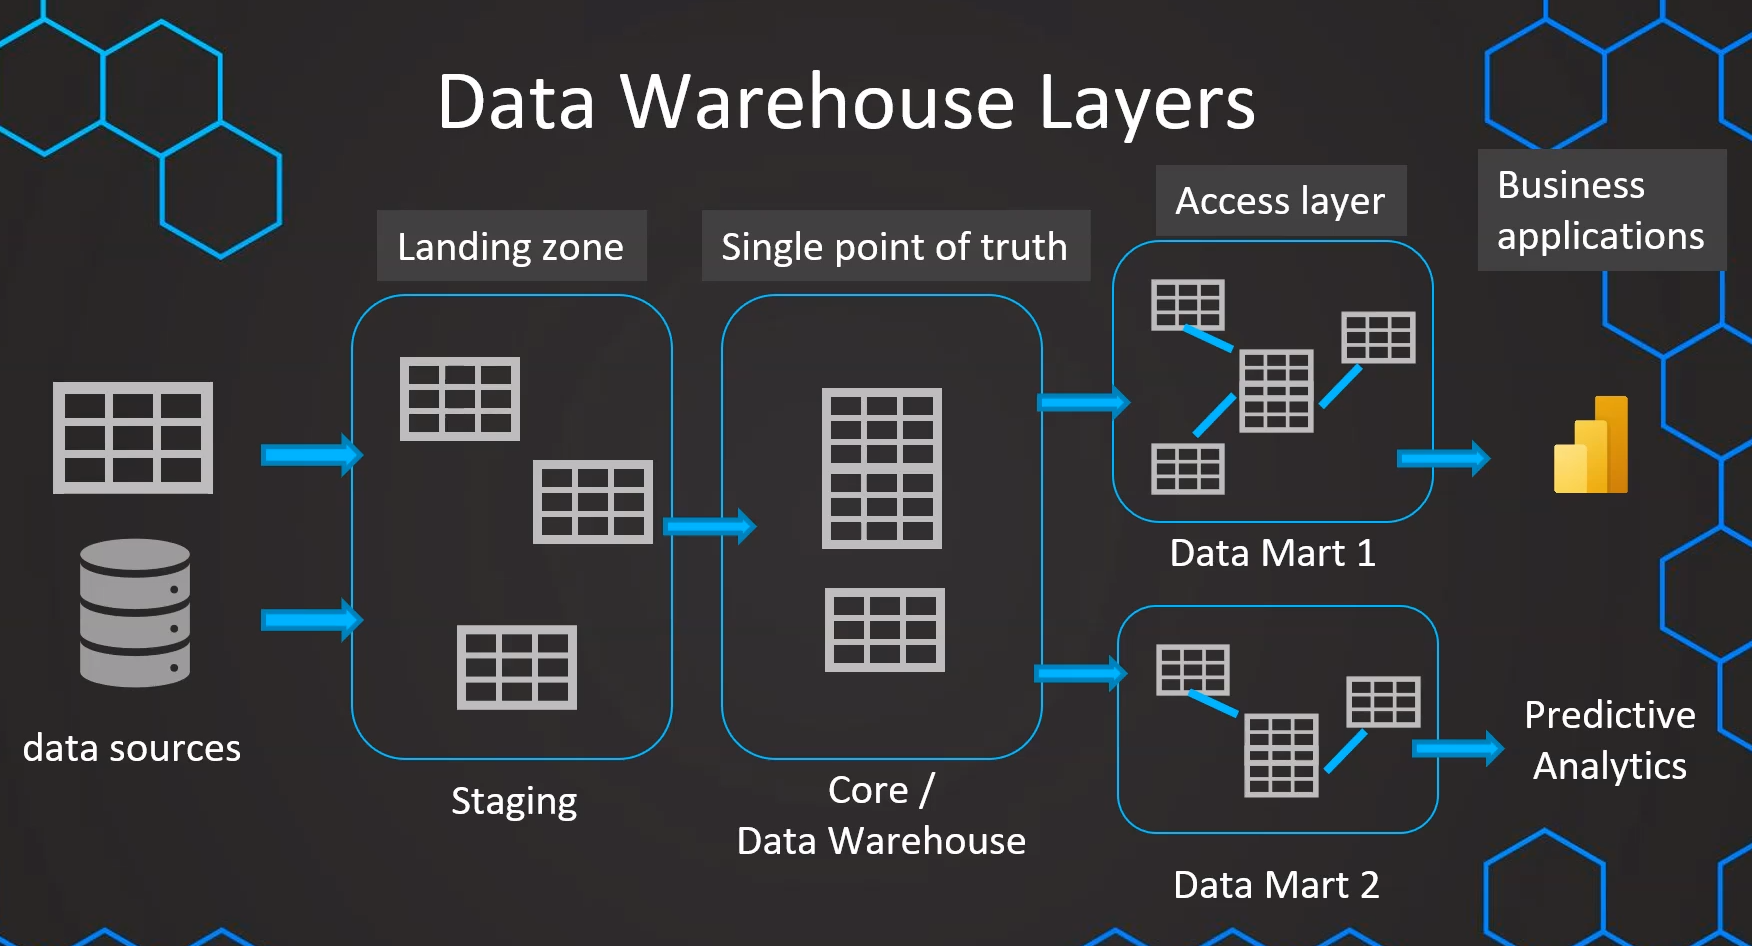 Data Warehouse Layers
Landing zone
Single point of truth
Access layer
Business
applications
data sources
Staging
Core /
Data Warehouse
Data Mart 1
Data Mart 2
Predictive
Analytics